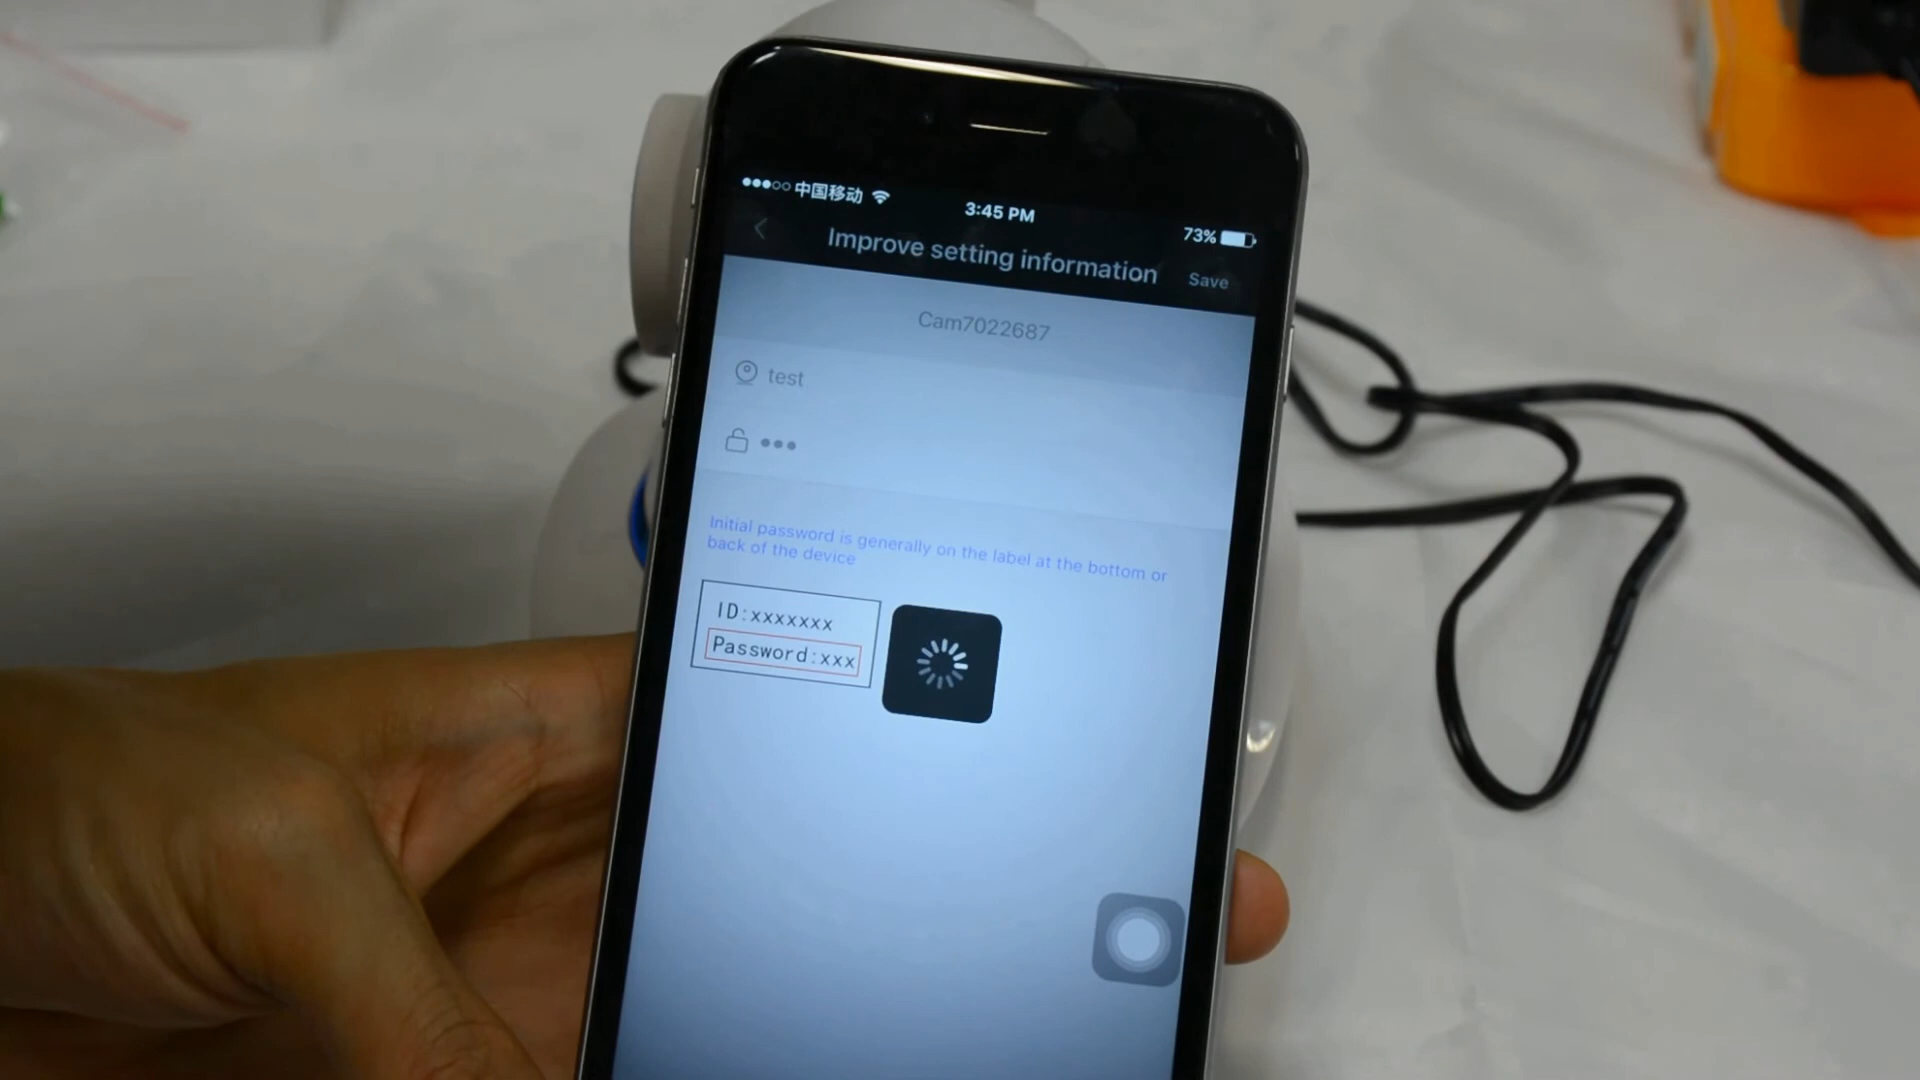 中国移动
3:45 PM
73%
Improve setting information
Save
Cam7022687
test
•••
Initial password is generally on the label at the bottom or
back of the device
ID:xxxxxxx
Password:xxx